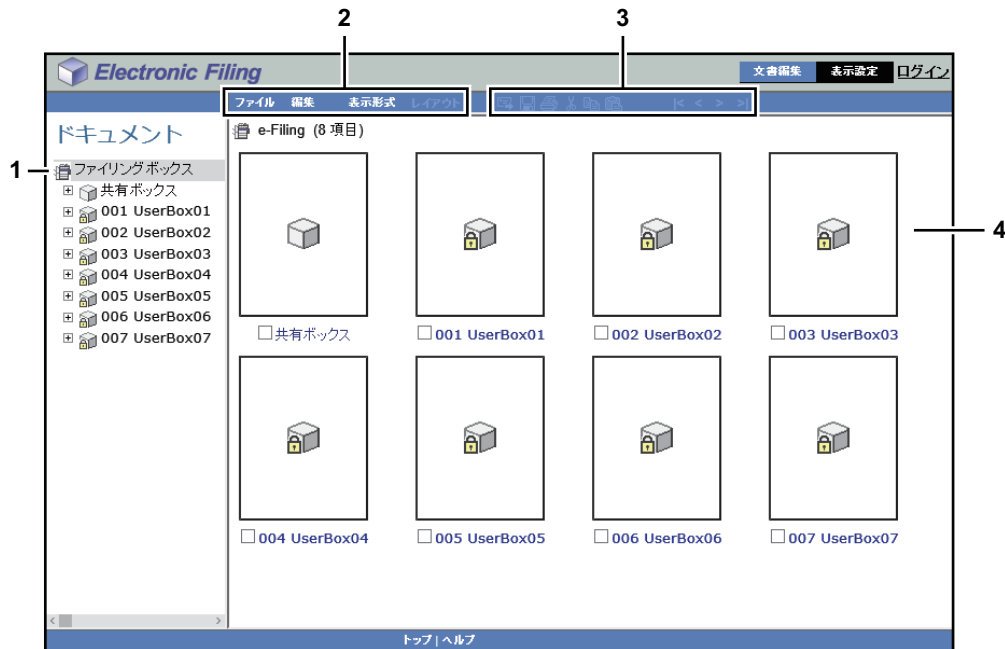 2 3
Electronic Filing 文書編集 表示設定 ログイン
ファイル 編集 表示形式 レイアウト |< < > >|
ドキュメント
e-Filing (8 項目)
1
ファイリングボックス
共有ボックス
001 UserBox01
002 UserBox02
003 UserBox03
004 UserBox04
005 UserBox05
006 UserBox06
007 UserBox07
4
共有ボックス 001 UserBox01 002 UserBox02 003 UserBox03
004 UserBox04 005 UserBox05 006 UserBox06 007 UserBox07
トップ | ヘルプ